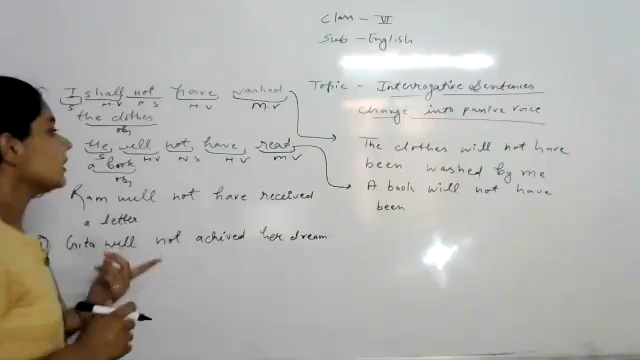 Class - VI
Sub - English
I shall not have washed
S H.V N S H V M.V
the clothes
Obj
He will not have read
S H V N S H V M V
a book
Obj
Ram will not have received
a letter
Gita will not achived her dream
Topic - Interrogative Sentences
change into passive voice
The clothes will not have
been washed by me
A book will not have
been